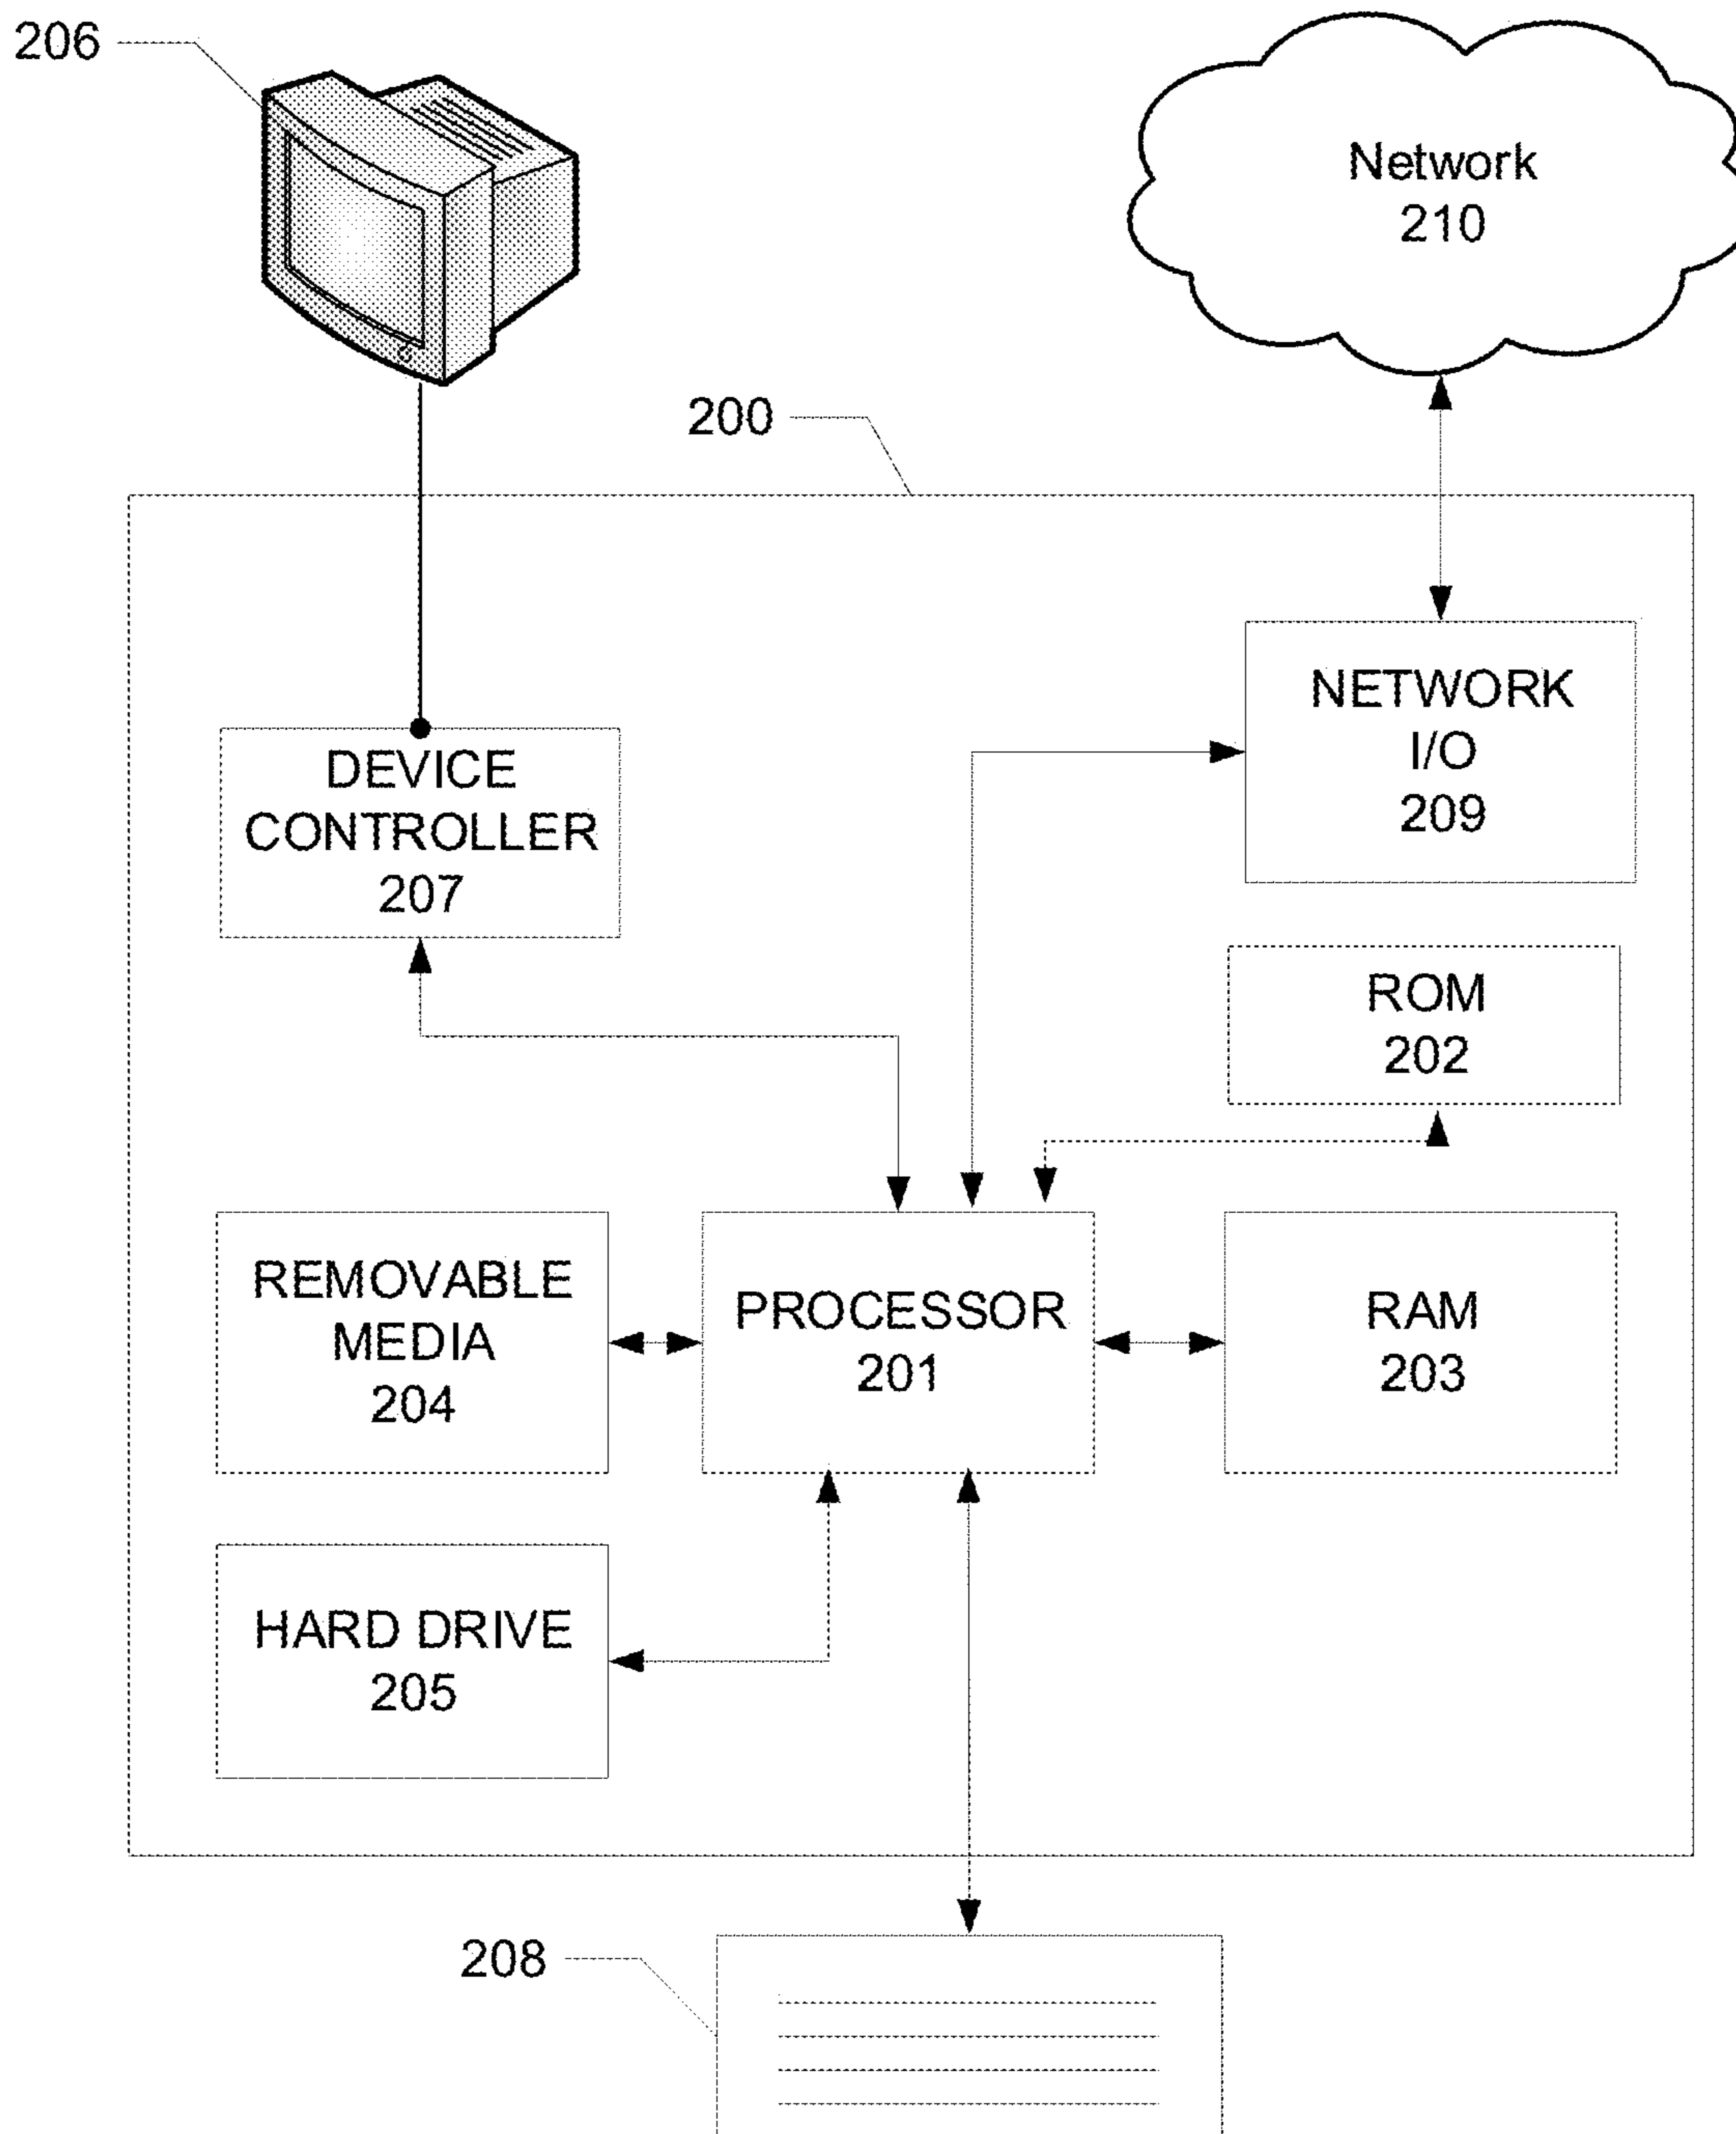 206
Network
210
200
DEVICE
CONTROLLER
207
NETWORK
I/O
209
ROM
202
REMOVABLE
MEDIA
204
PROCESSOR
201
RAM
203
HARD DRIVE
205
208